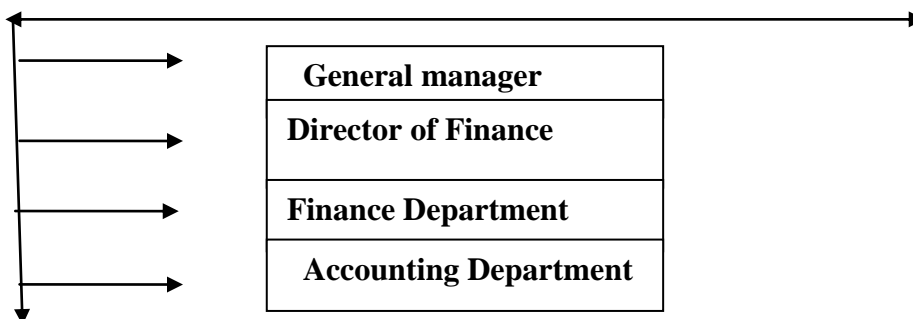 General manager
Director of Finance
Finance Department
Accounting Department